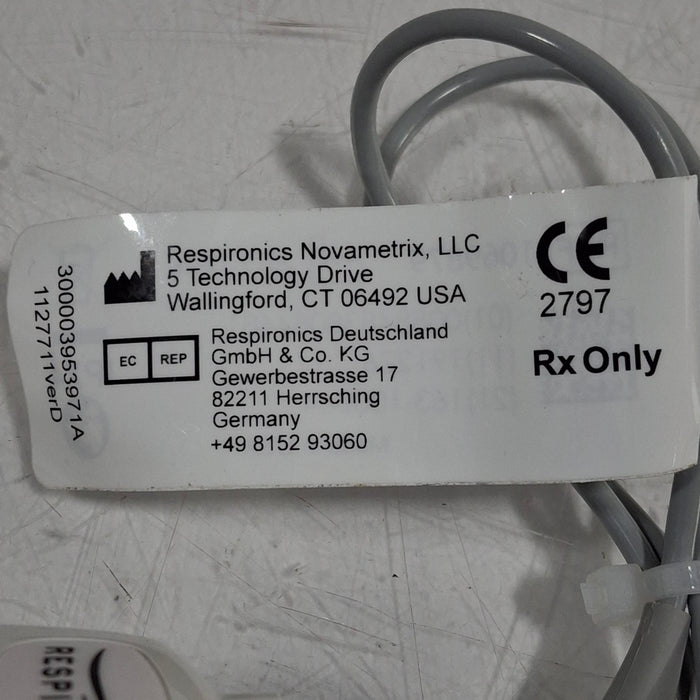 Respironics Novametrix, LLC
5 Technology Drive
Wallingford, CT 06492 USA
EC REP
Respironics Deutschland
GmbH & Co. KG
Gewerbestrasse 17
82211 Herrsching
Germany
+49 8152 93060
CE
2797
Rx Only
300003953971A
1127711verD
RESPI